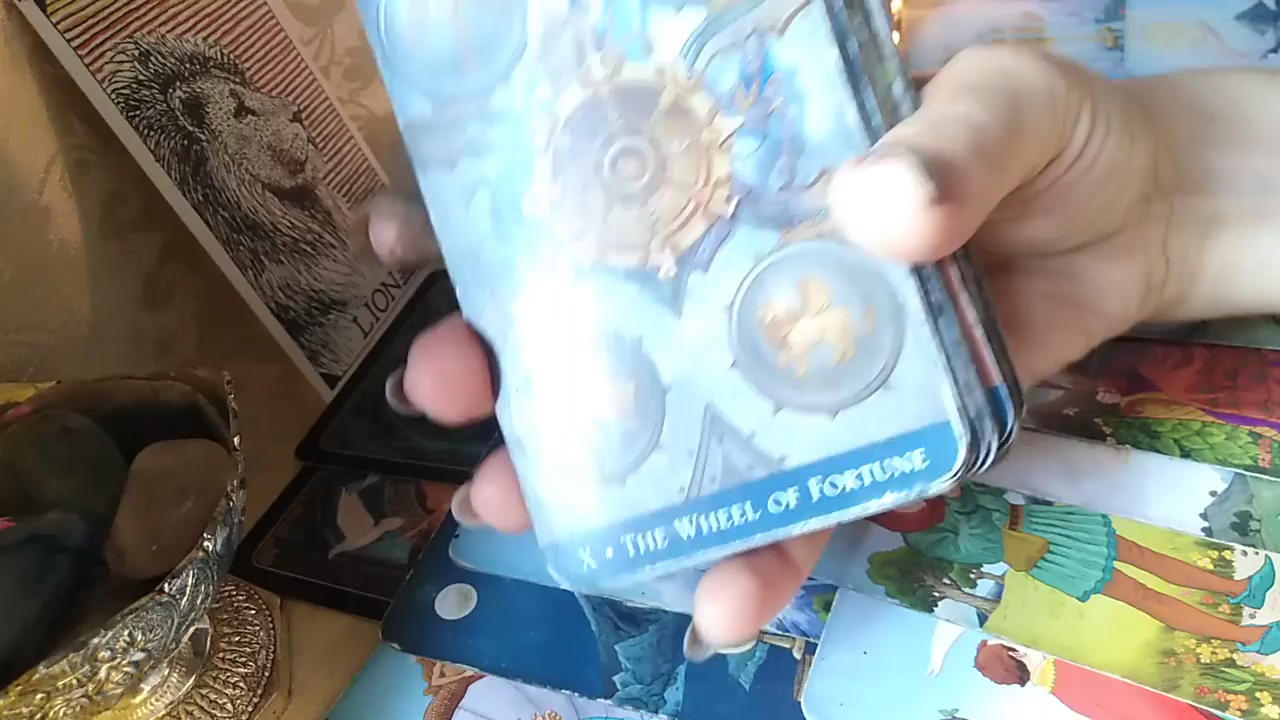 LION
X • THE WHEEL OF FORTUNE